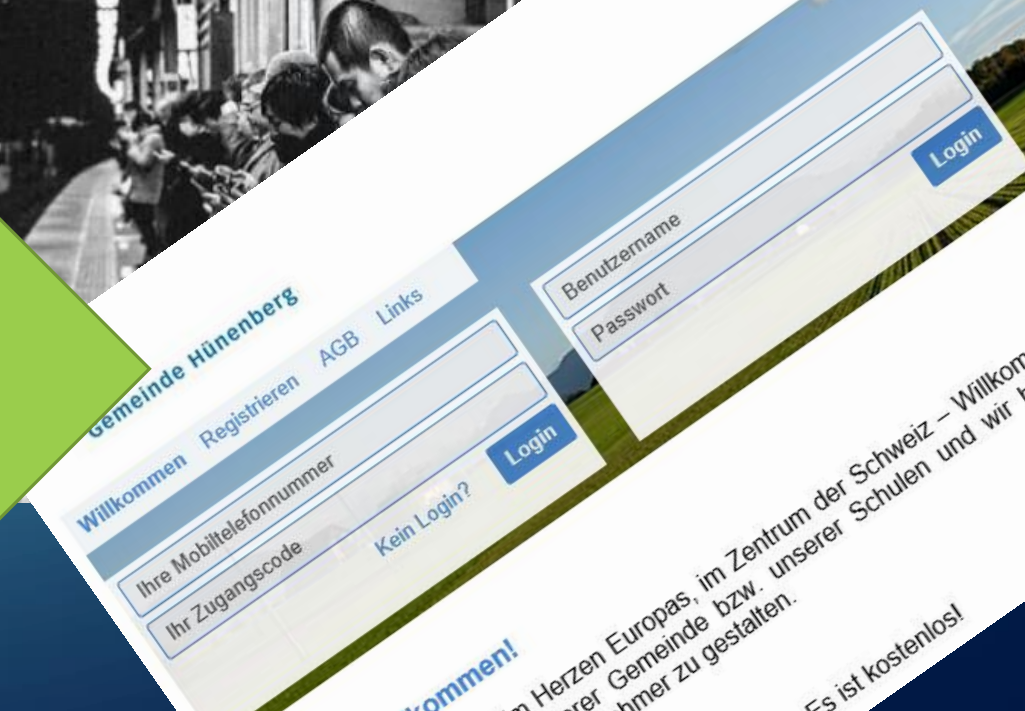 Gemeinde Hünenberg
Willkommen Registrieren AGB Links
Ihre Mobiltelefonnummer
Ihr Zugangscode
Kein Login?
Login
Benutzername
Passwort
Login
kommen!
Herzen Europas, im Zentrum der Schweiz – Willkom
erer Gemeinde bzw. unserer Schulen und wir
hmer zu gestalten.
Es ist kostenlos!